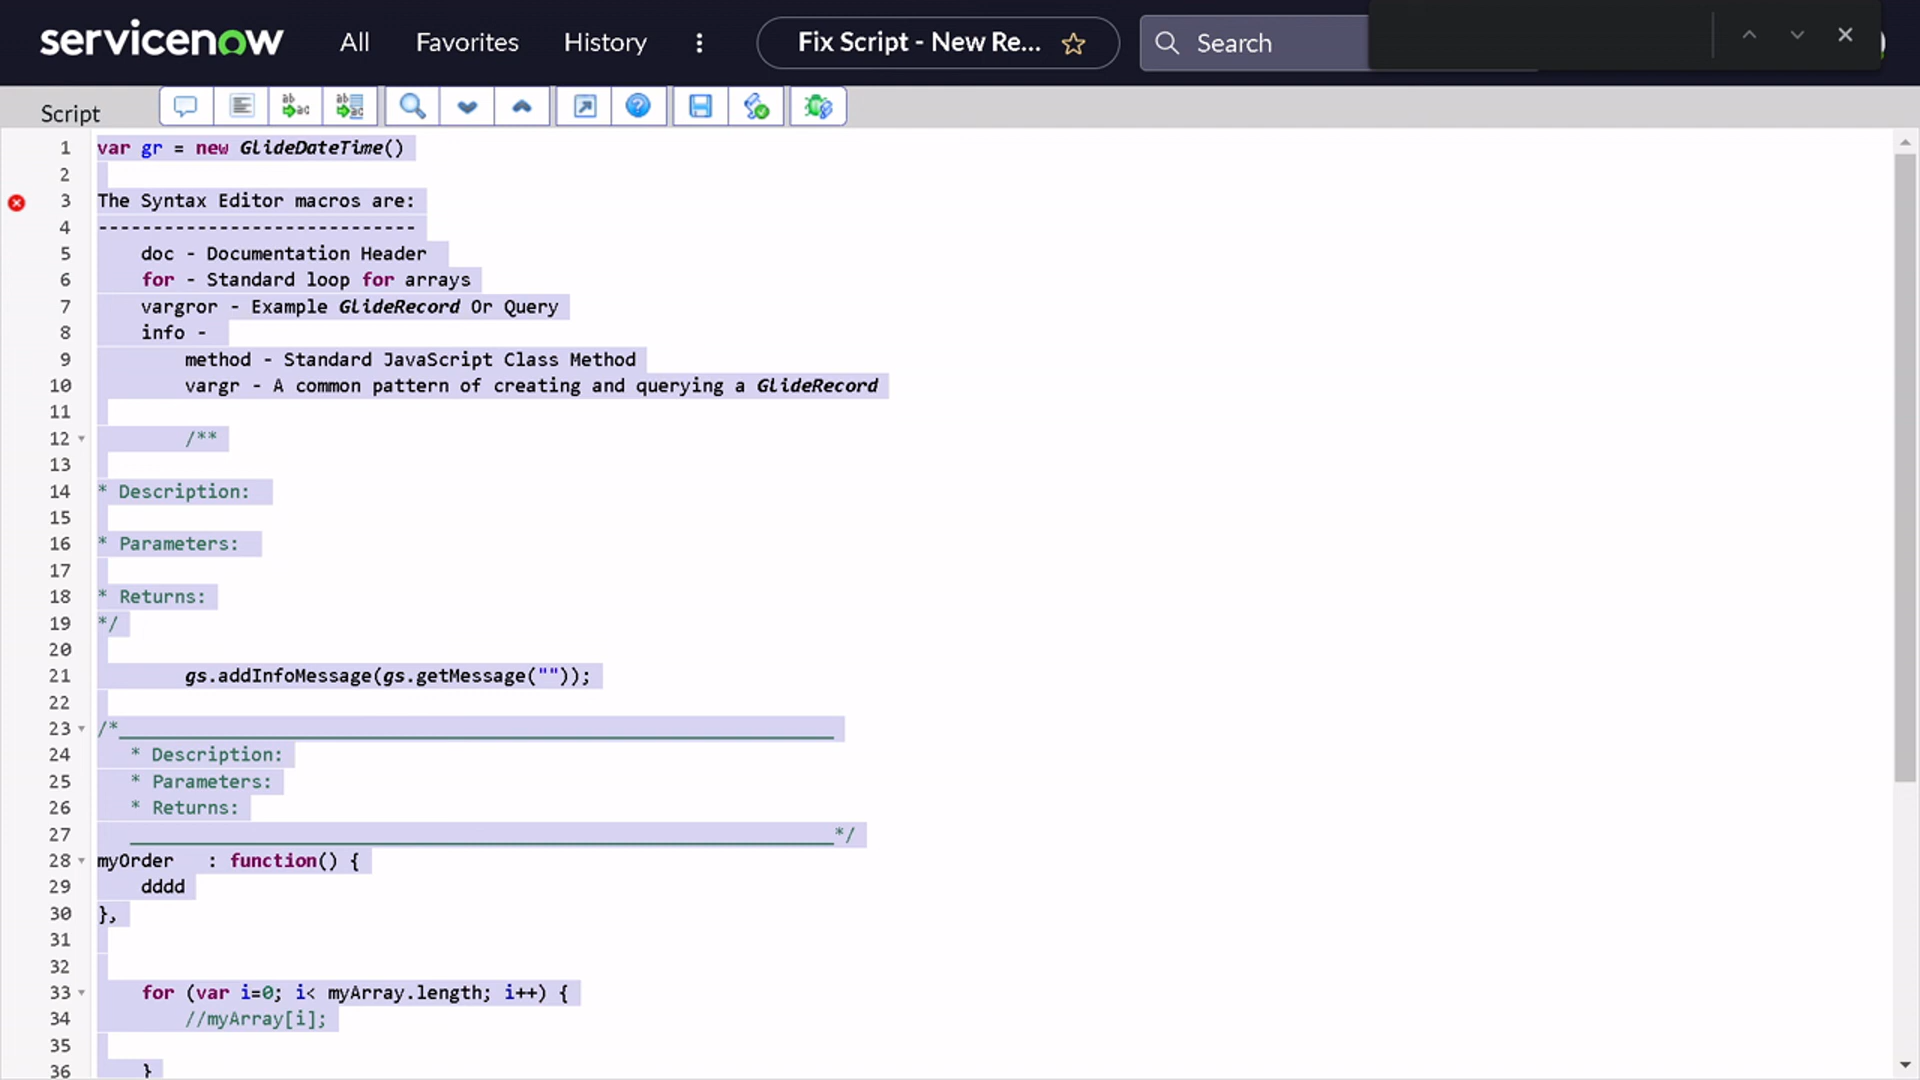 servicenow All Favorites History Fix Script - New Re... Search
Script
1 var gr = new GlideDateTime()
2
3 The Syntax Editor macros are:
4 -----------------------------
5 doc - Documentation Header
6 for - Standard loop for arrays
7 vargror - Example GlideRecord Or Query
8 info -
9 method - Standard JavaScript Class Method
10 vargr - A common pattern of creating and querying a GlideRecord
11
12 /**
13
14 * Description:
15
16 * Parameters:
17
18 * Returns:
19 */
20
21 gs.addInfoMessage(gs.getMessage(""));
22
23 /*_________________________________________________________________
24 * Description:
25 * Parameters:
26 * Returns:
27 ________________________________________________________________*/
28 myOrder : function() {
29 dddd
30 },
31
32
33 for (var i=0; i< myArray.length; i++) {
34 //myArray[i];
35
36 }